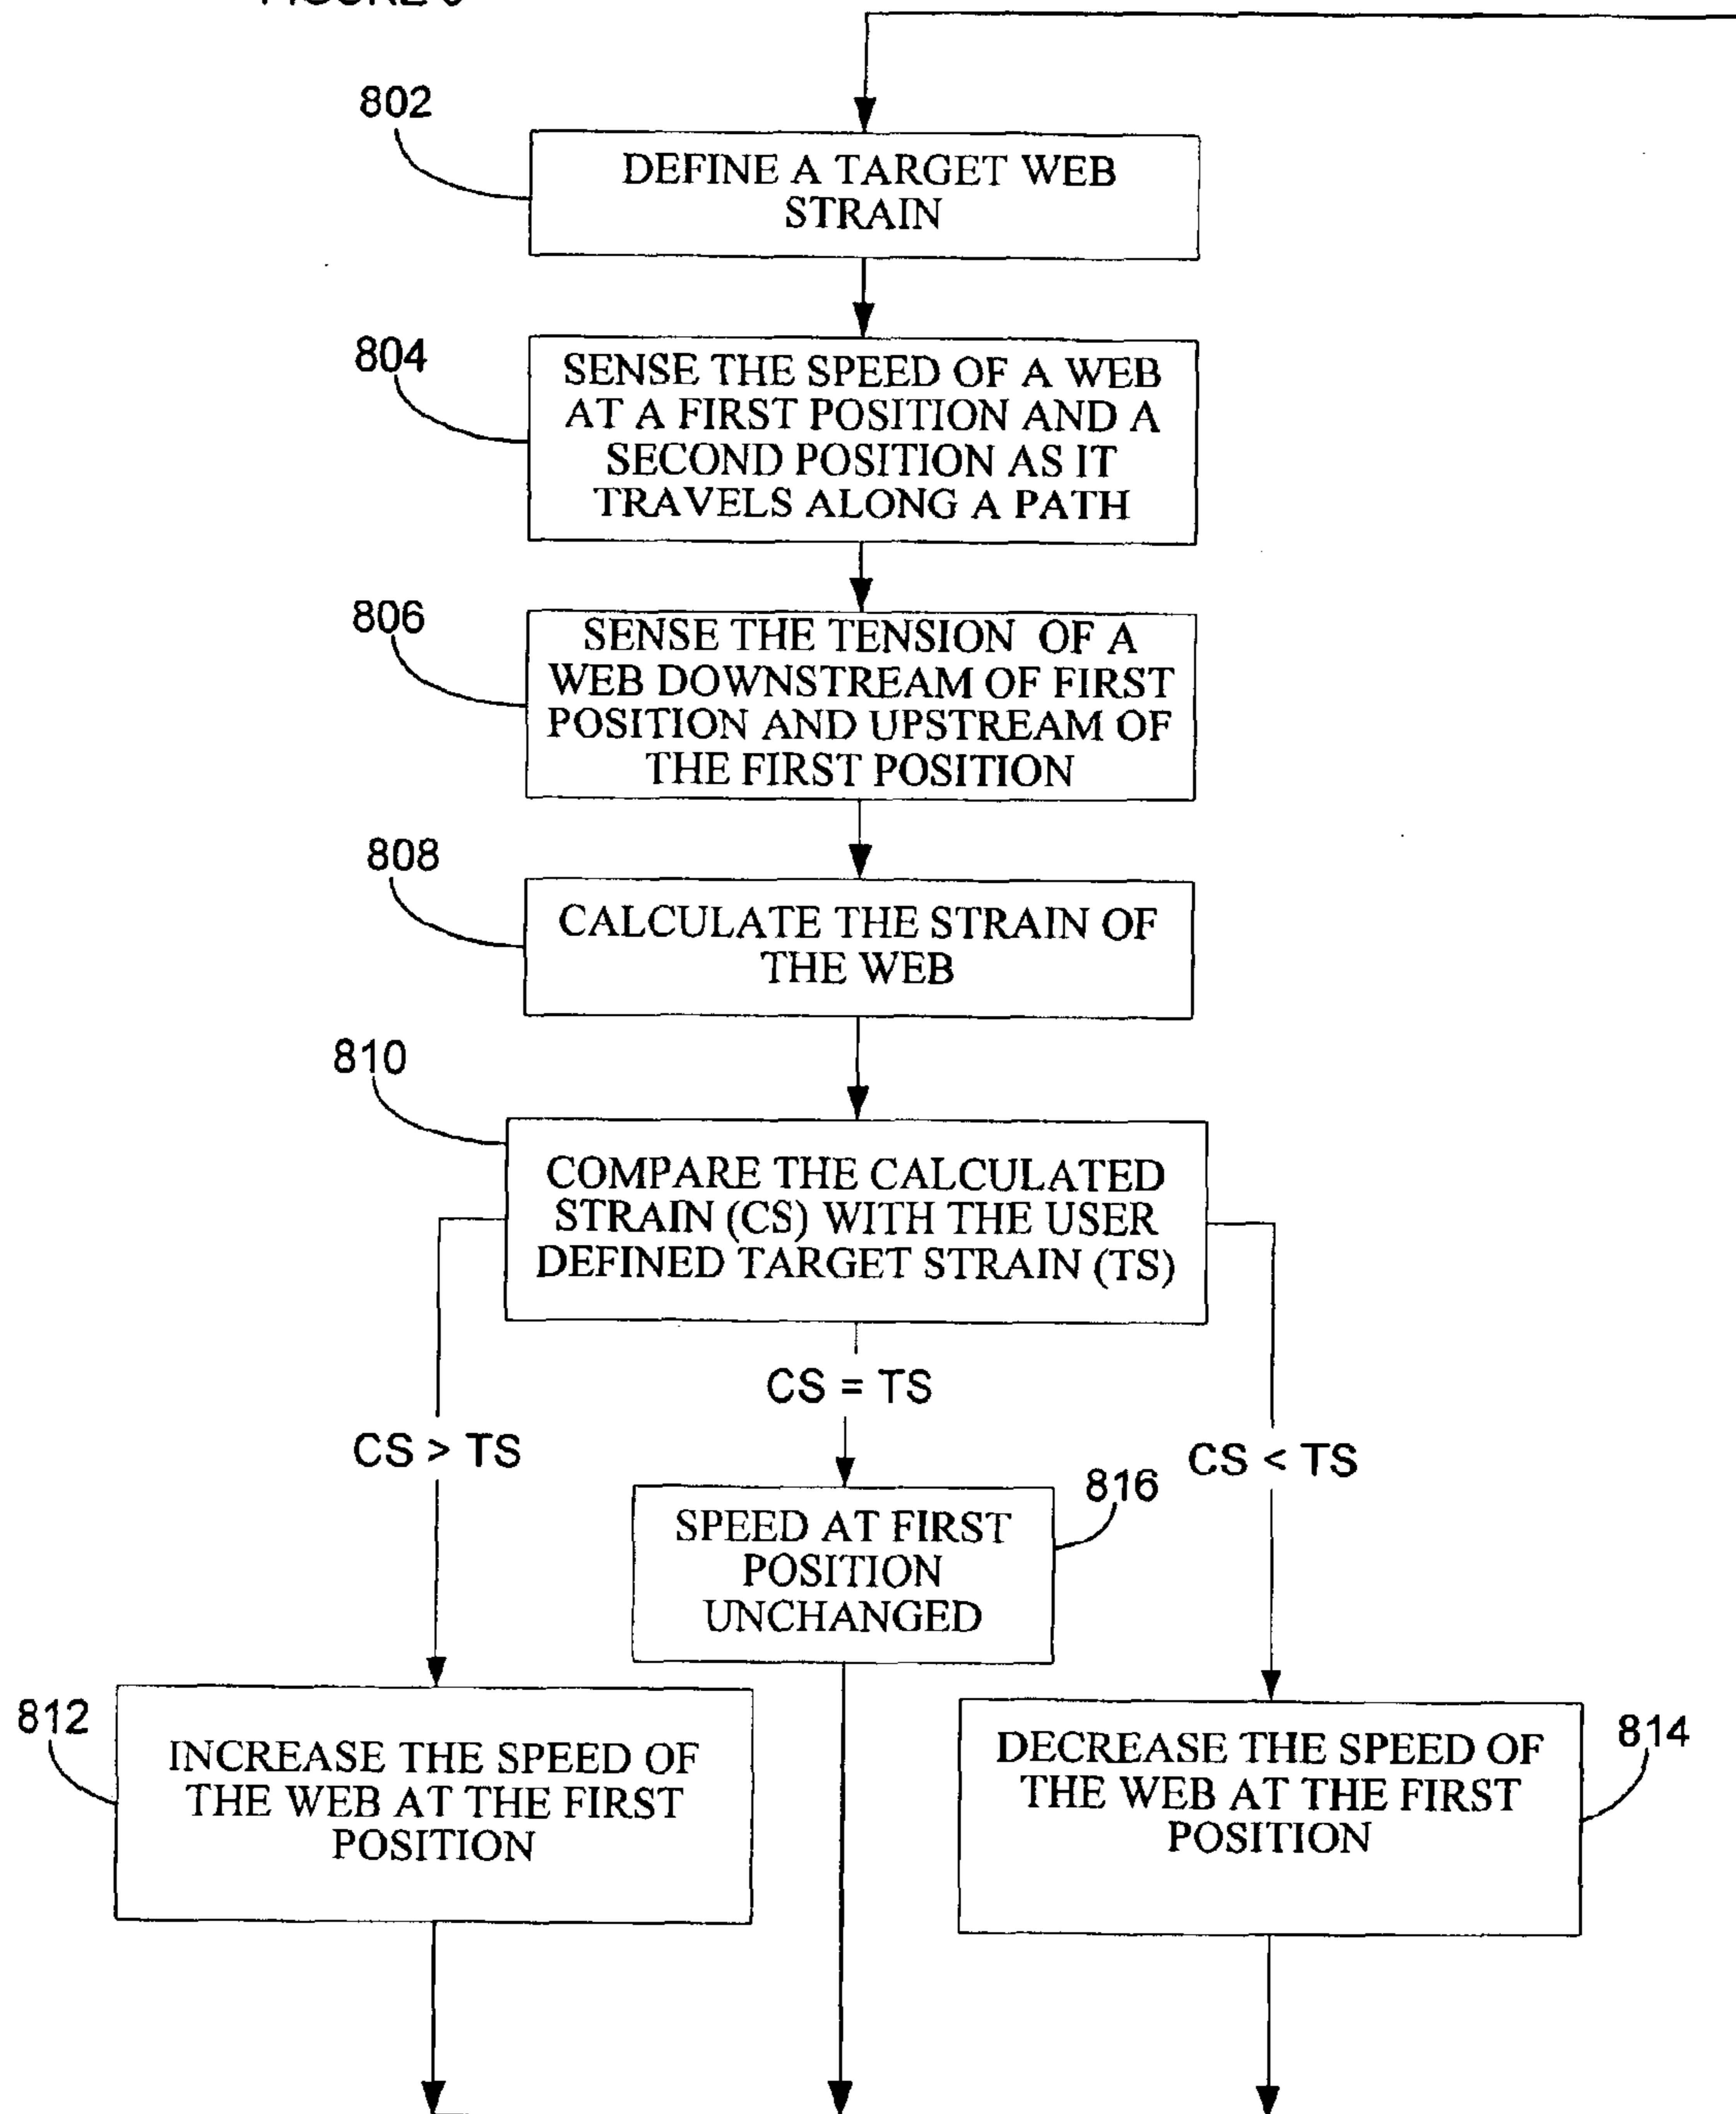 802
DEFINE A TARGET WEB
STRAIN
804
SENSE THE SPEED OF A WEB
AT A FIRST POSITION AND A
SECOND POSITION AS IT
TRAVELS ALONG A PATH
806
SENSE THE TENSION OF A
WEB DOWNSTREAM OF FIRST
POSITION AND UPSTREAM OF
THE FIRST POSITION
808
CALCULATE THE STRAIN OF
THE WEB
810
COMPARE THE CALCULATED
STRAIN (CS) WITH THE USER
DEFINED TARGET STRAIN (TS)
CS = TS
CS > TS
CS < TS
816
SPEED AT FIRST
POSITION
UNCHANGED
812
INCREASE THE SPEED OF
THE WEB AT THE FIRST
POSITION
814
DECREASE THE SPEED OF
THE WEB AT THE FIRST
POSITION